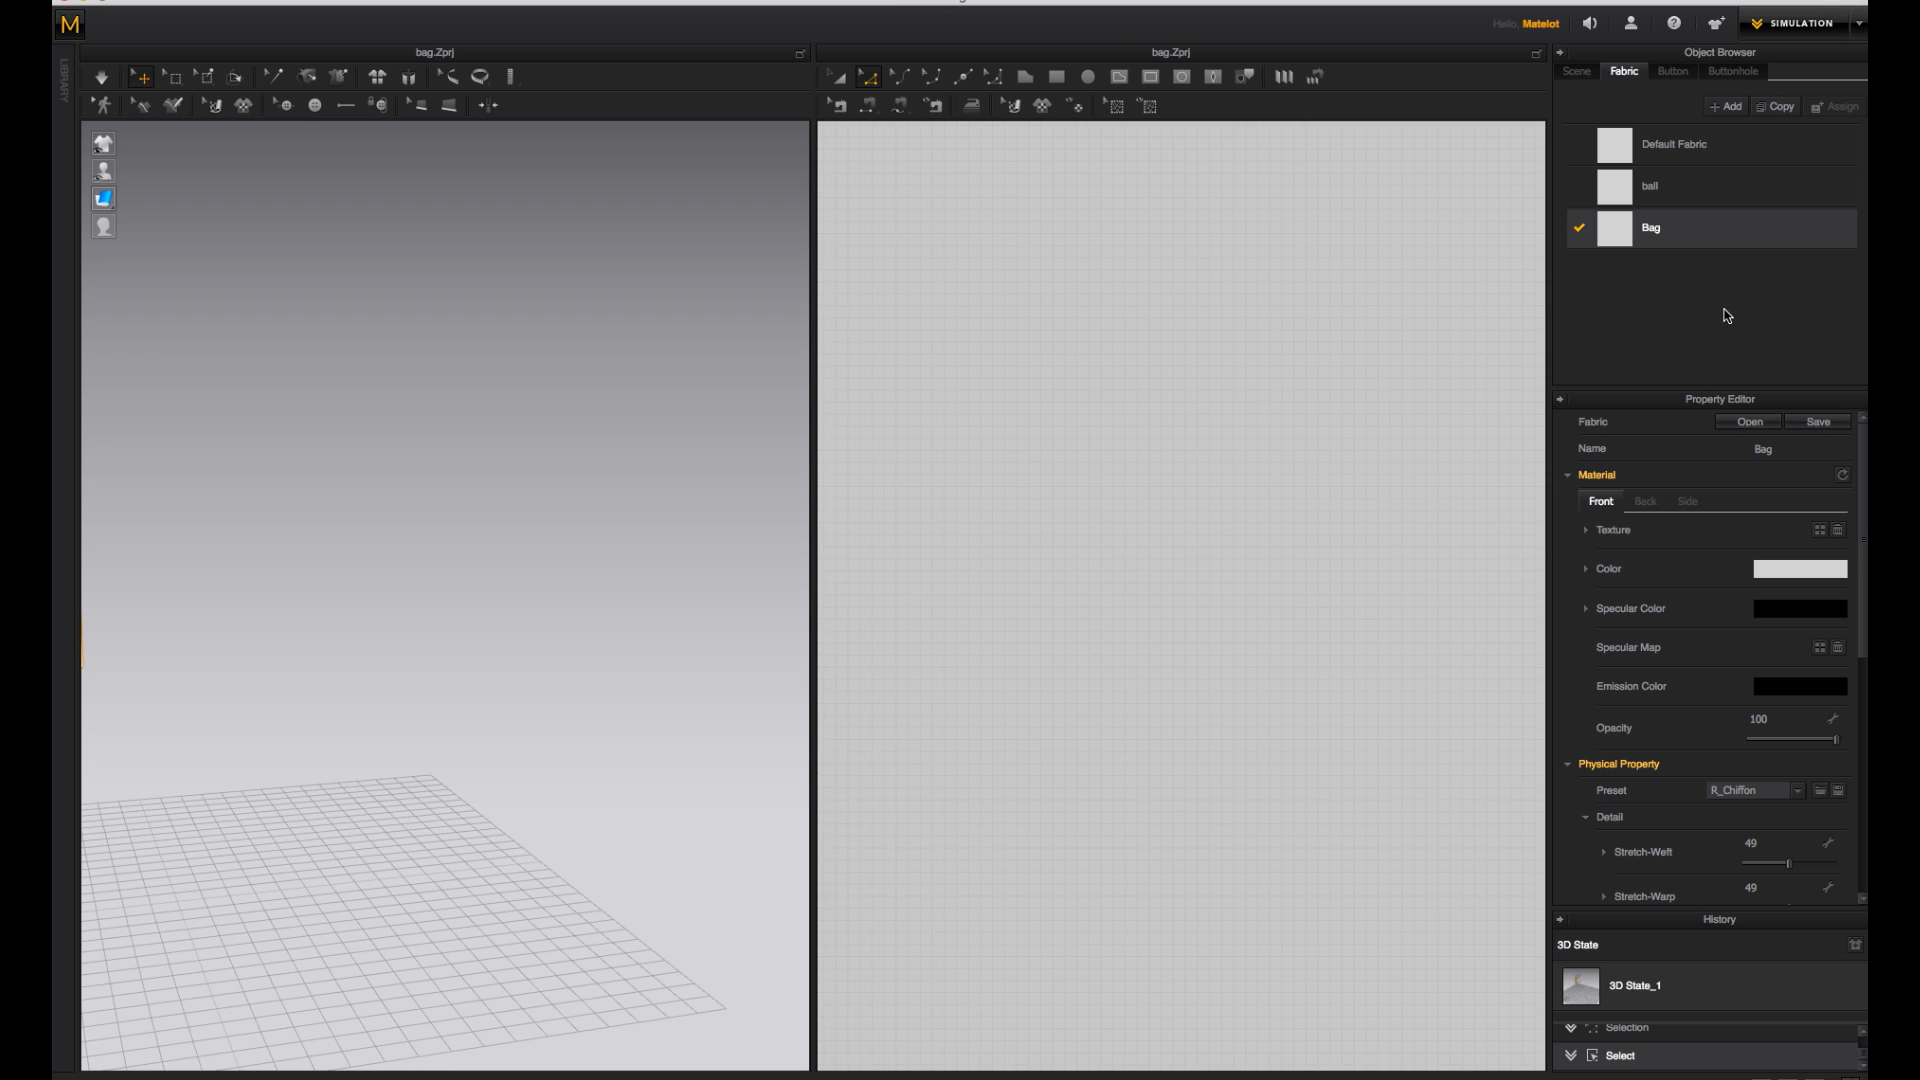 M
Hello, Matelot
SIMULATION
LIBRARY
bag.Zprj
bag.Zprj
Object Browser
Scene
Fabric
Button
Buttonhole
+ Add
Copy
Assign
Default Fabric
ball
Bag
Property Editor
Fabric
Open
Save
Name
Bag
Material
Front
Back
Side
Texture
Color
Specular Color
Specular Map
Emission Color
Opacity
100
Physical Property
Preset
R_Chiffon
Detail
Stretch-Weft
49
Stretch-Warp
49
History
3D State
3D State_1
Selection
Select